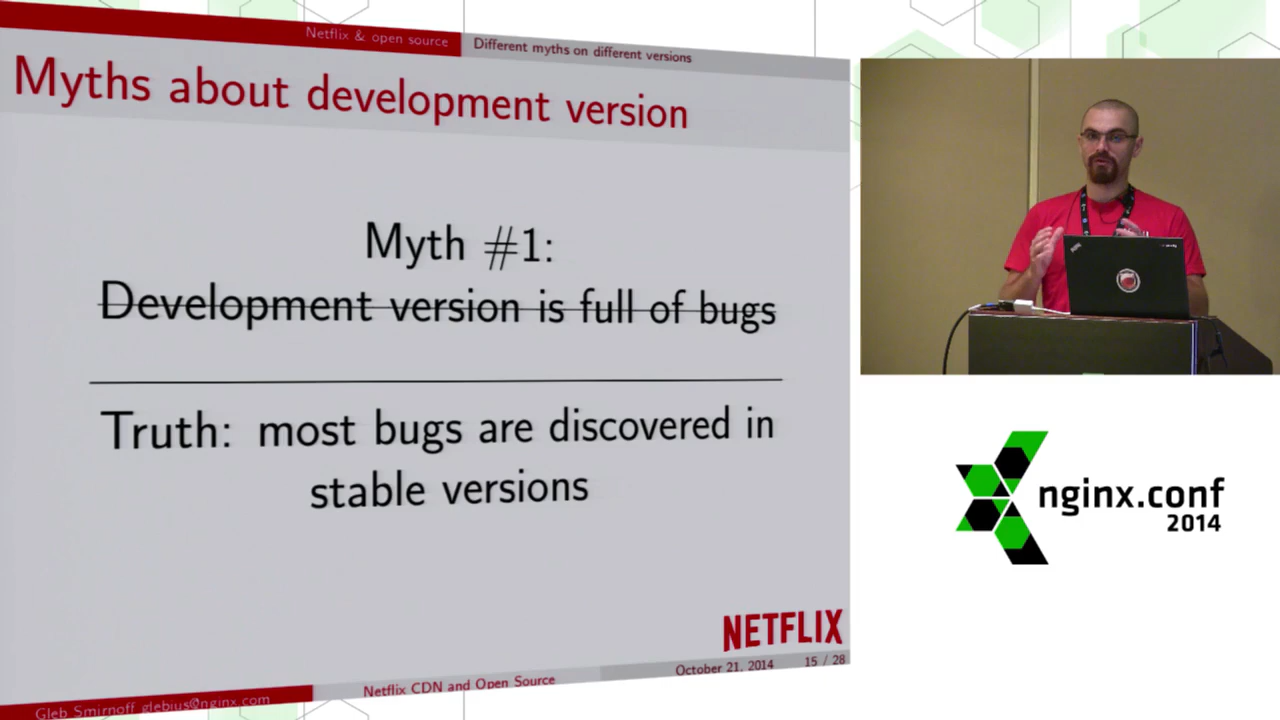 Netflix & open source
Different myths on different versions
Myths about development version
Myth #1:
Development version is full of bugs
Truth: most bugs are discovered in
stable versions
NETFLIX
October 21, 2014 15 / 28
Netflix CDN and Open Source
Gleb Smirnoff glebius@nginx.com
nginx.conf
2014